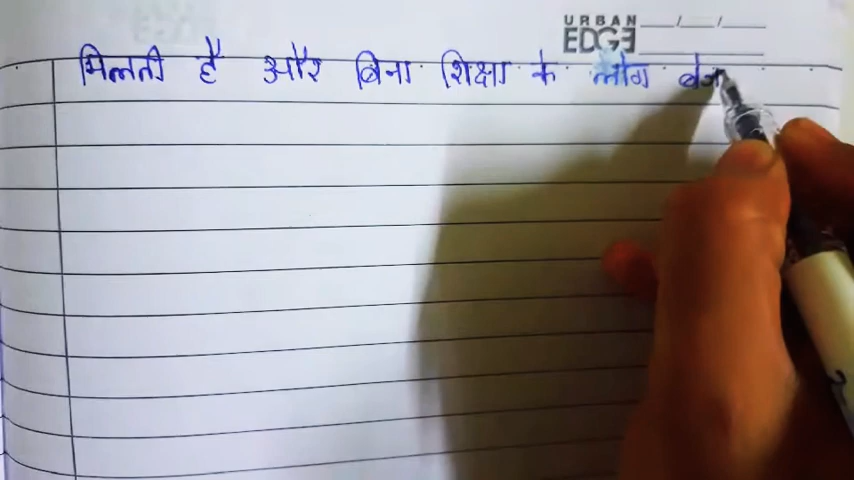 URBAN
EDGE
मिलती है और बिना शिक्षा के लोग